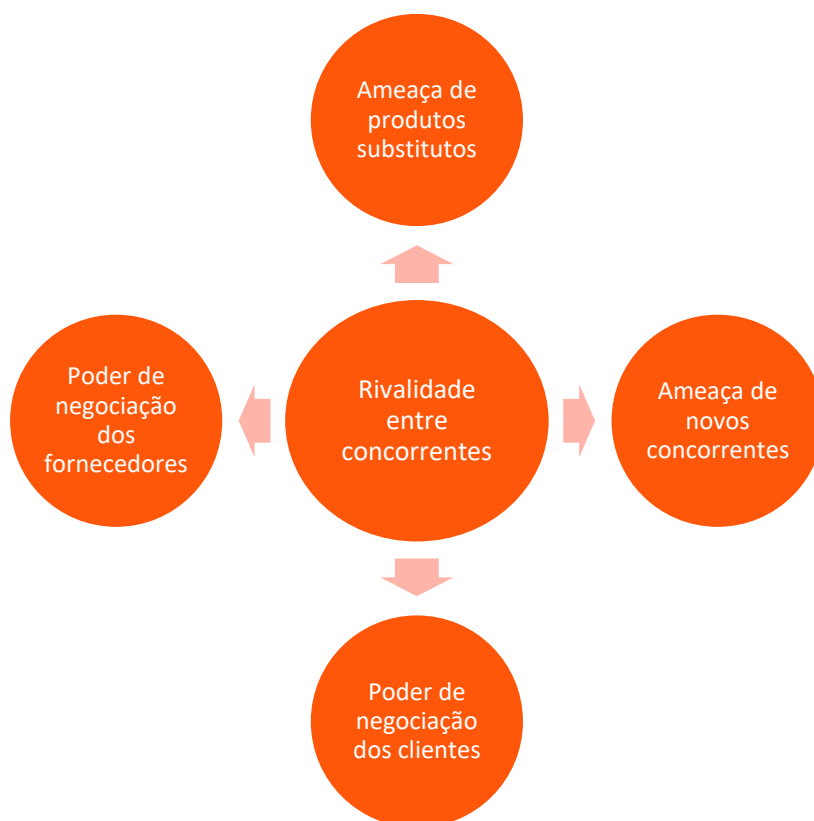 Ameaça de
produtos
substitutos
Poder de
negociação
dos
fornecedores
Rivalidade
entre
concorrentes
Ameaça de
novos
concorrentes
Poder de
negociação
dos clientes